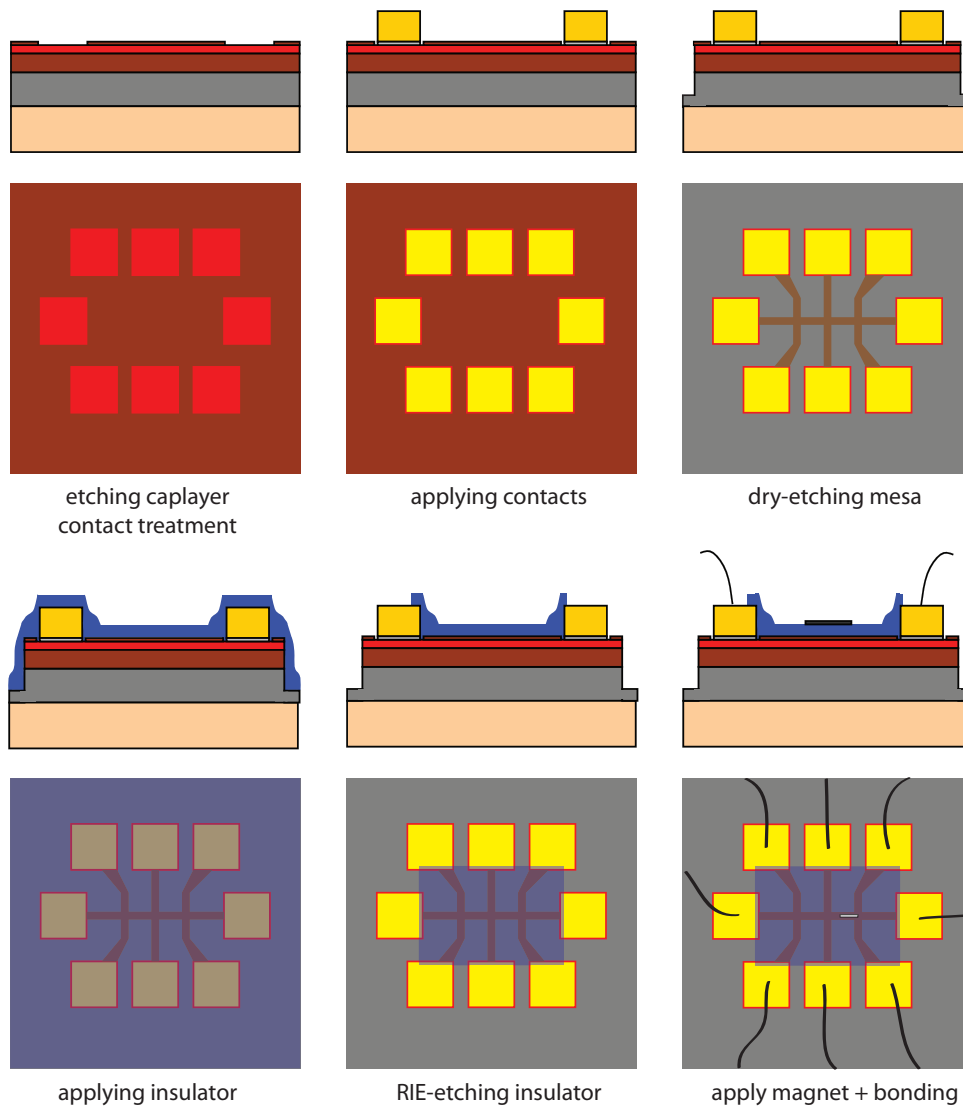 etching caplayer
contact treatment
applying contacts
dry-etching mesa
applying insulator
RIE-etching insulator
apply magnet + bonding